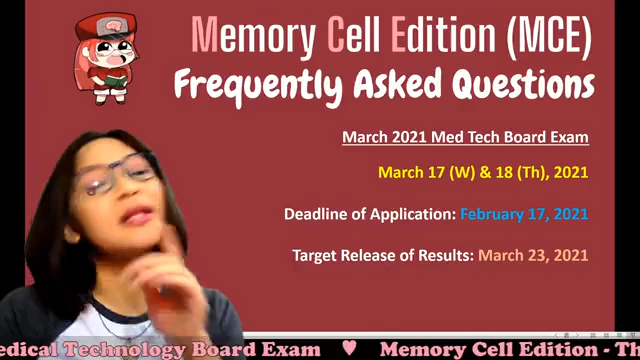 Memory Cell Edition (MCE)
Frequently Asked Questions
March 2021 Med Tech Board Exam
March 17 (W) & 18 (Th), 2021
Deadline of Application: February 17, 2021
Target Release of Results: March 23, 2021
edical Technology Board Exam ♥ Memory Cell Edition - Th